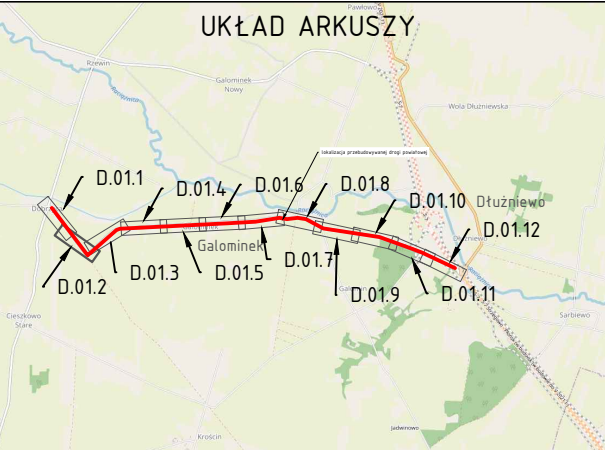 Pawłowo
UKŁAD ARKUSZY
Rzewin
Galominek
Nowy
Wola Dłużniewska
lokalizacja przebudowywanej drogi powiatowej
D.01.1
D.01.4
D.01.6
D.01.8
D.01.10
Dłużniewo
D.01.12
Dłużniewo
Galominek
D.01.2
D.01.3
D.01.5
D.01.7
D.01.9
D.01.11
Cieszkowo
Stare
Sarbiewo
Jadwinowo
Krościn